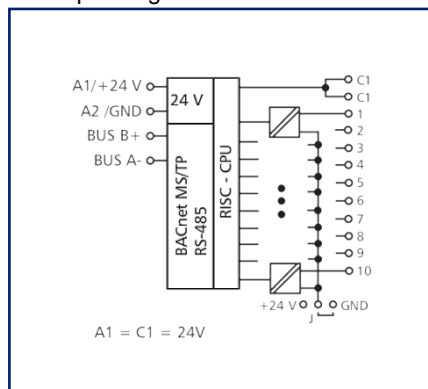 A1/+24 V
A2 /GND
BUS B+
BUS A-
24 V
BACnet MS/TP
RS-485
RISC - CPU
C1
C1
1
2
3
4
5
6
7
8
9
10
+24 V
GND
J
A1 = C1 = 24V